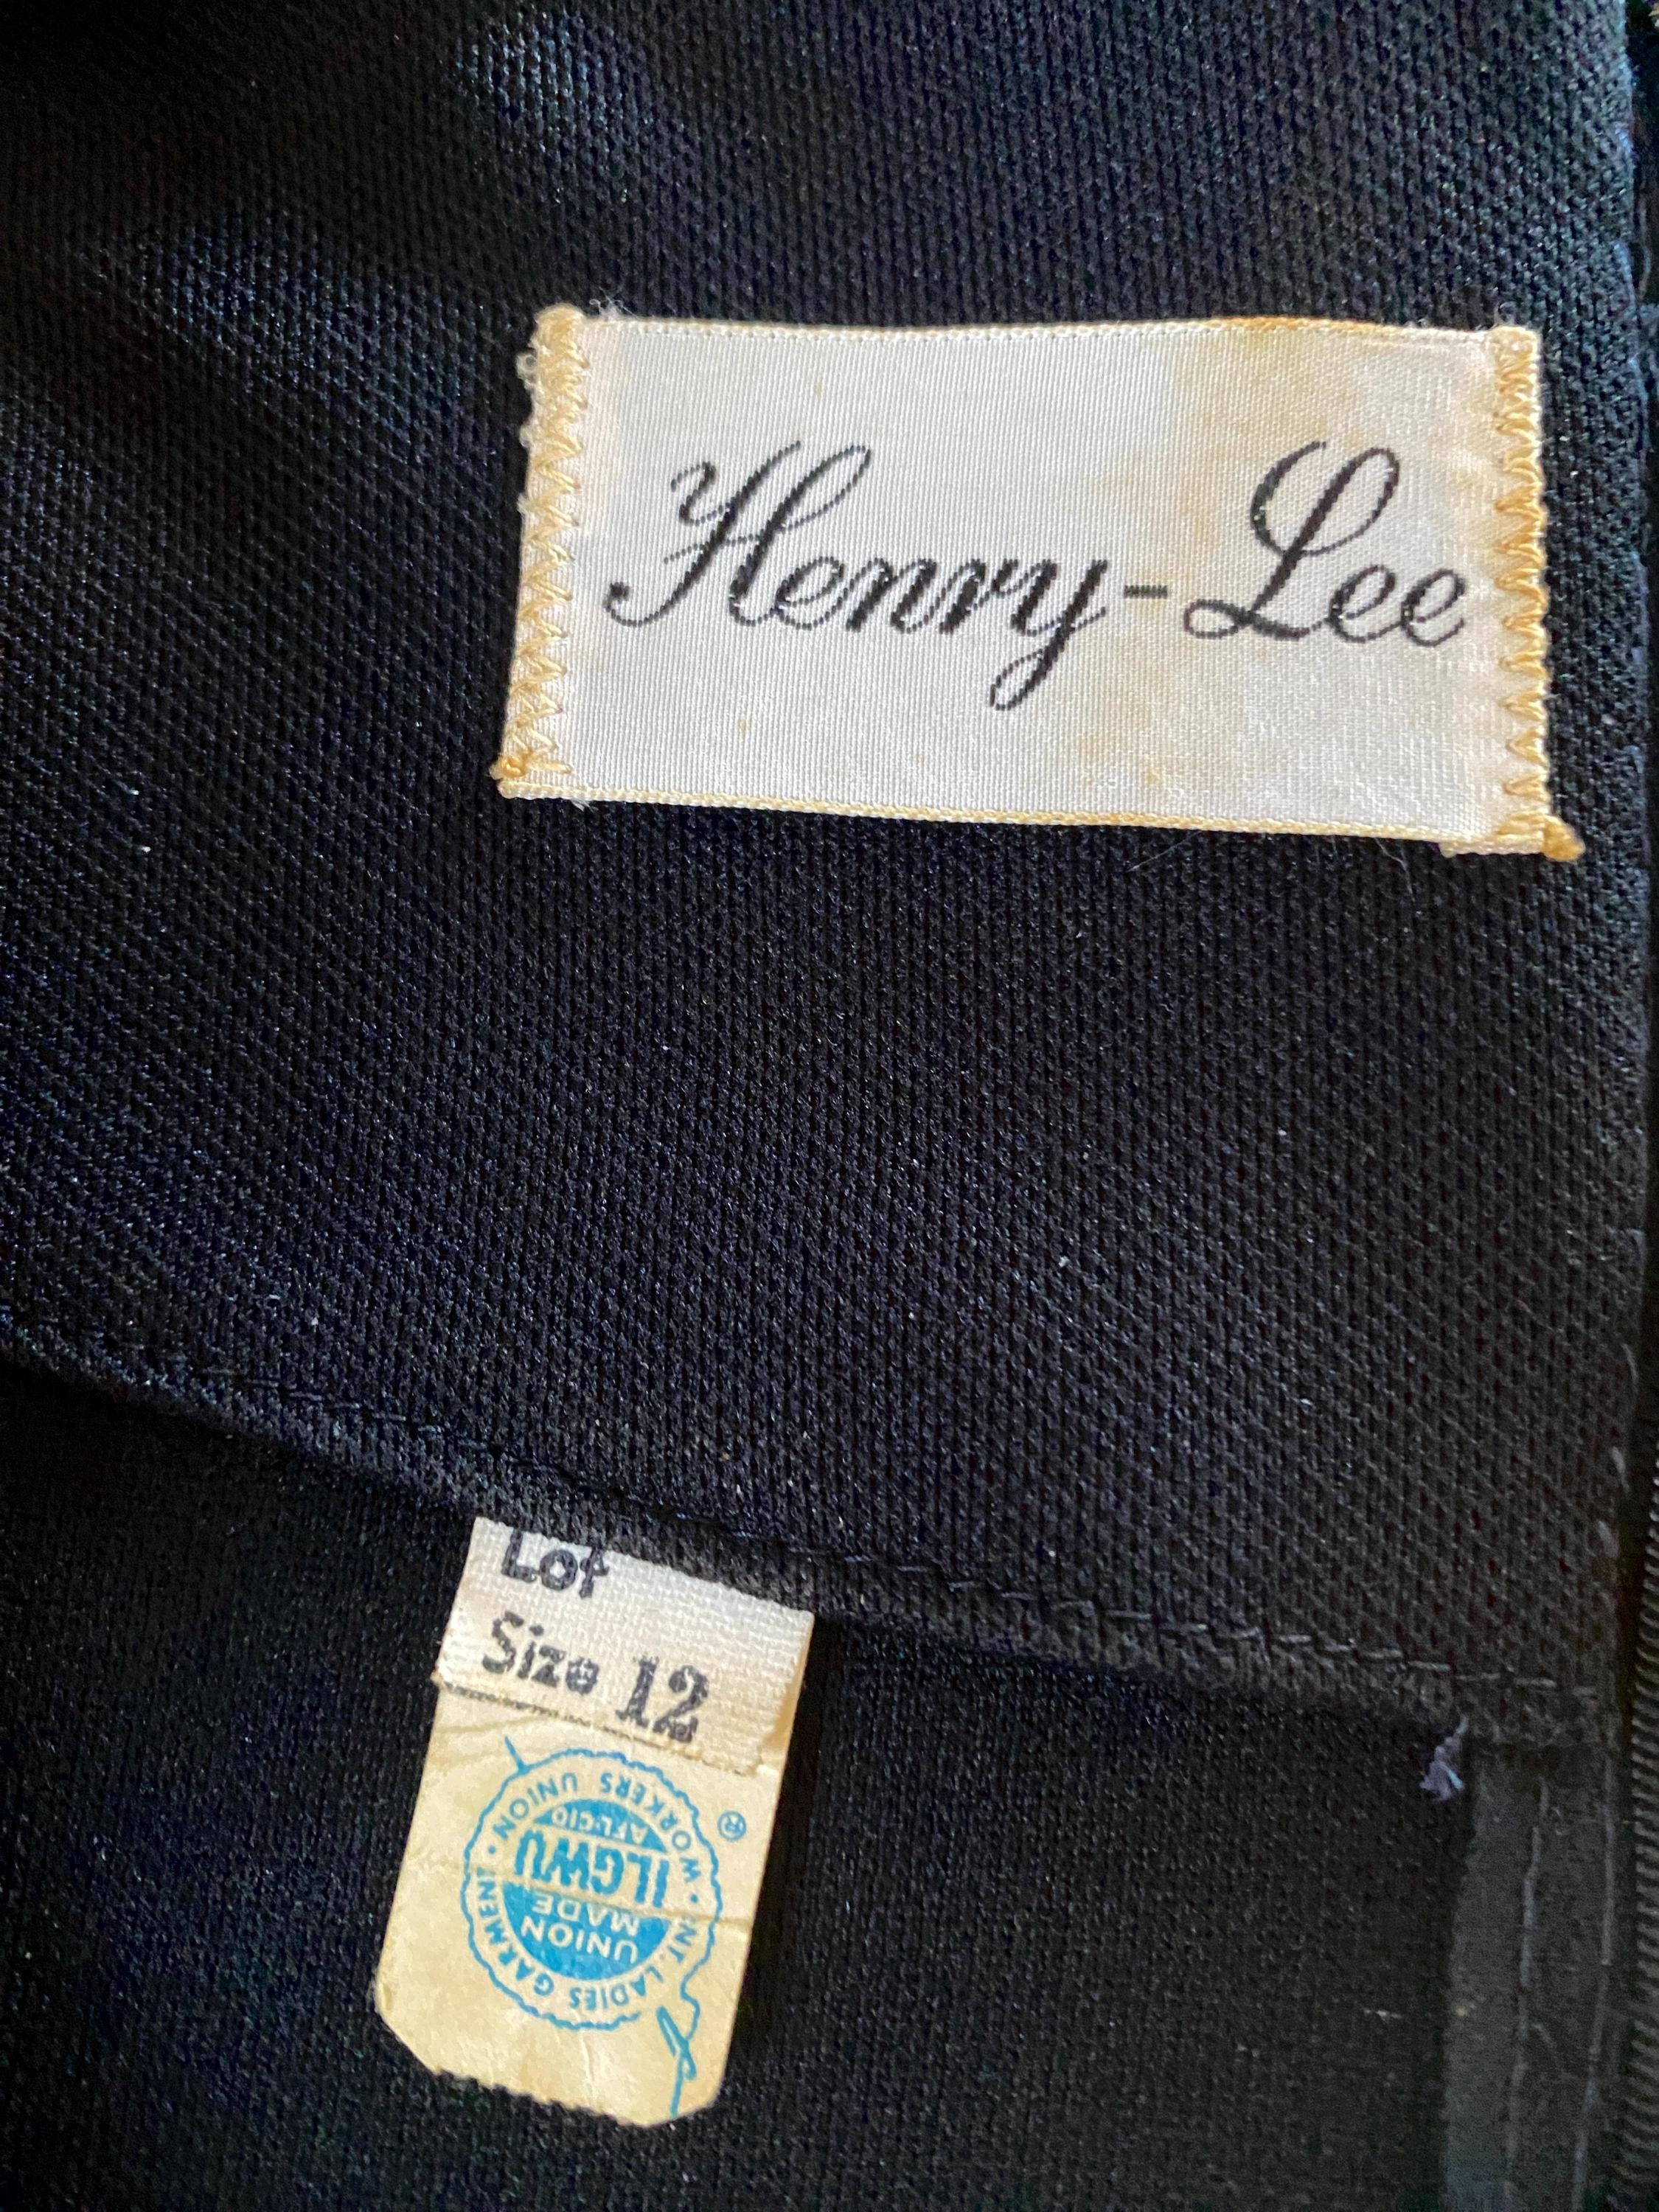 Henry-Lee
Lot
Size 12
INT. LADIES GARMENT • WORKERS UNION •
UNION
MADE
ILGWU
AFL-CIO
®